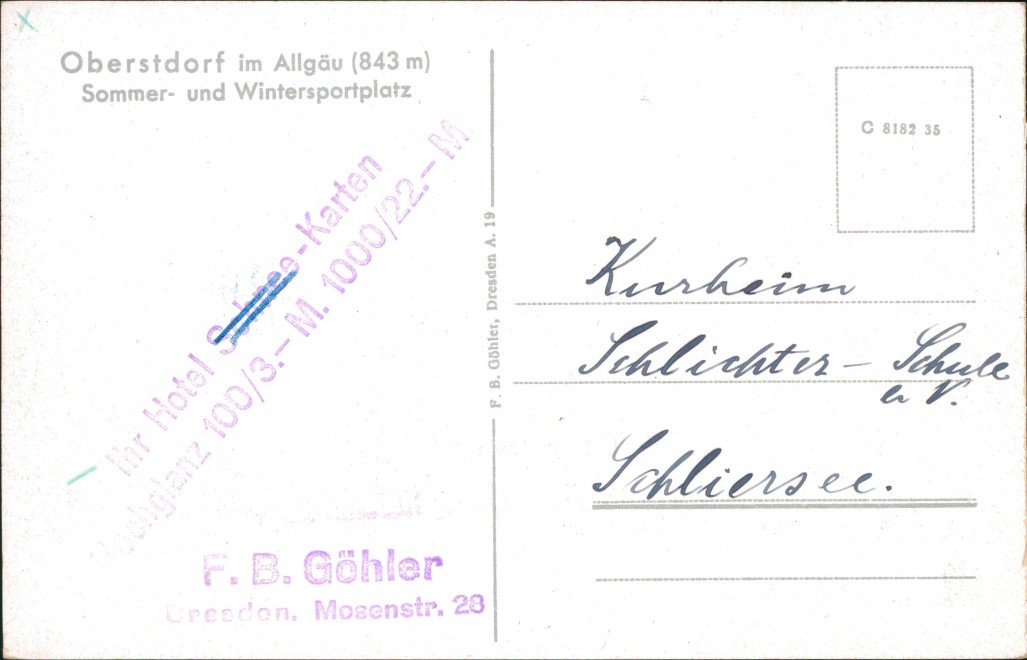 Oberstdorf im Allgäu (843 m)
Sommer- und Wintersportplatz
Ihr Hotel Schnee-Karten
Hochglanz 100/3.- M. 1000/22.- M.
F. B. Göhler
Dresden, Mosenstr. 28
F. B. Göhler, Dresden A. 19
C 8182 35
Kurheim
Schlichter - Schule
e. V.
Schliersee.